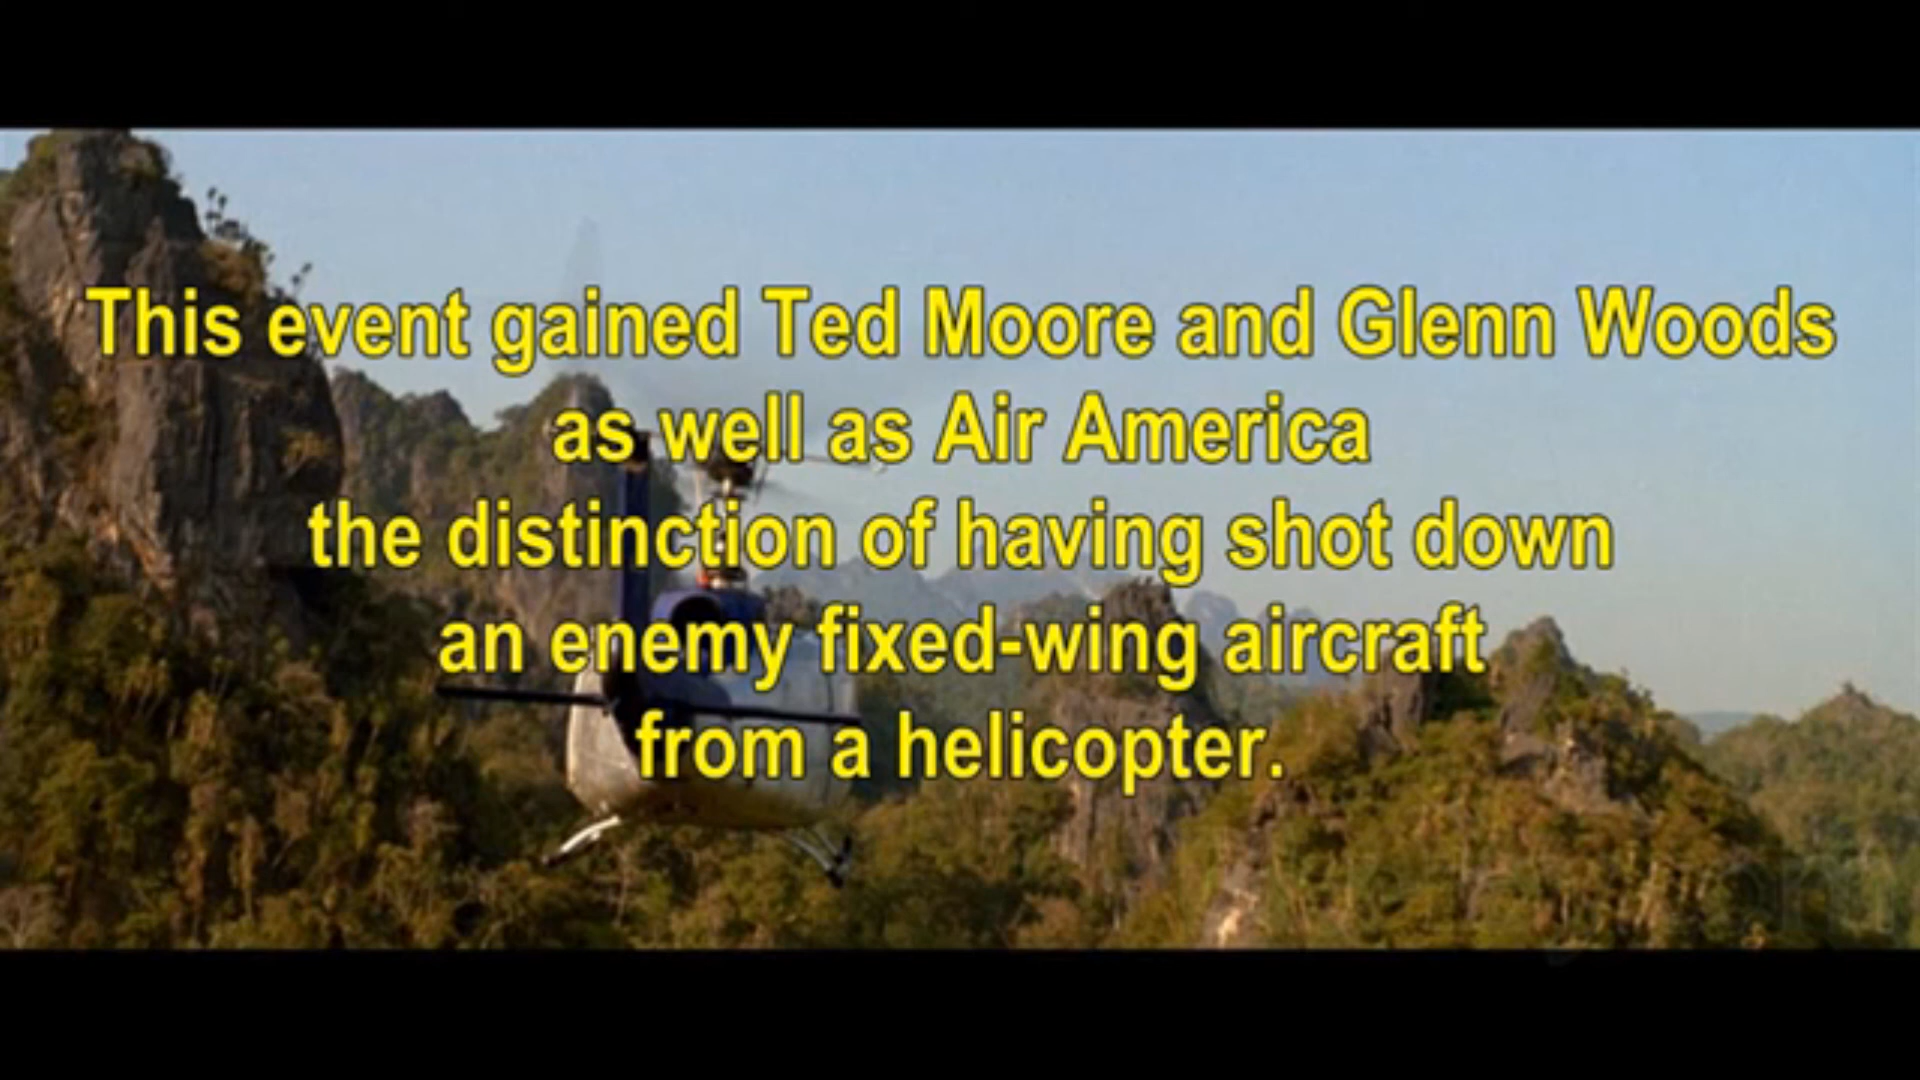 This event gained Ted Moore and Glenn Woods
as well as Air America
the distinction of having shot down
an enemy fixed-wing aircraft
from a helicopter.